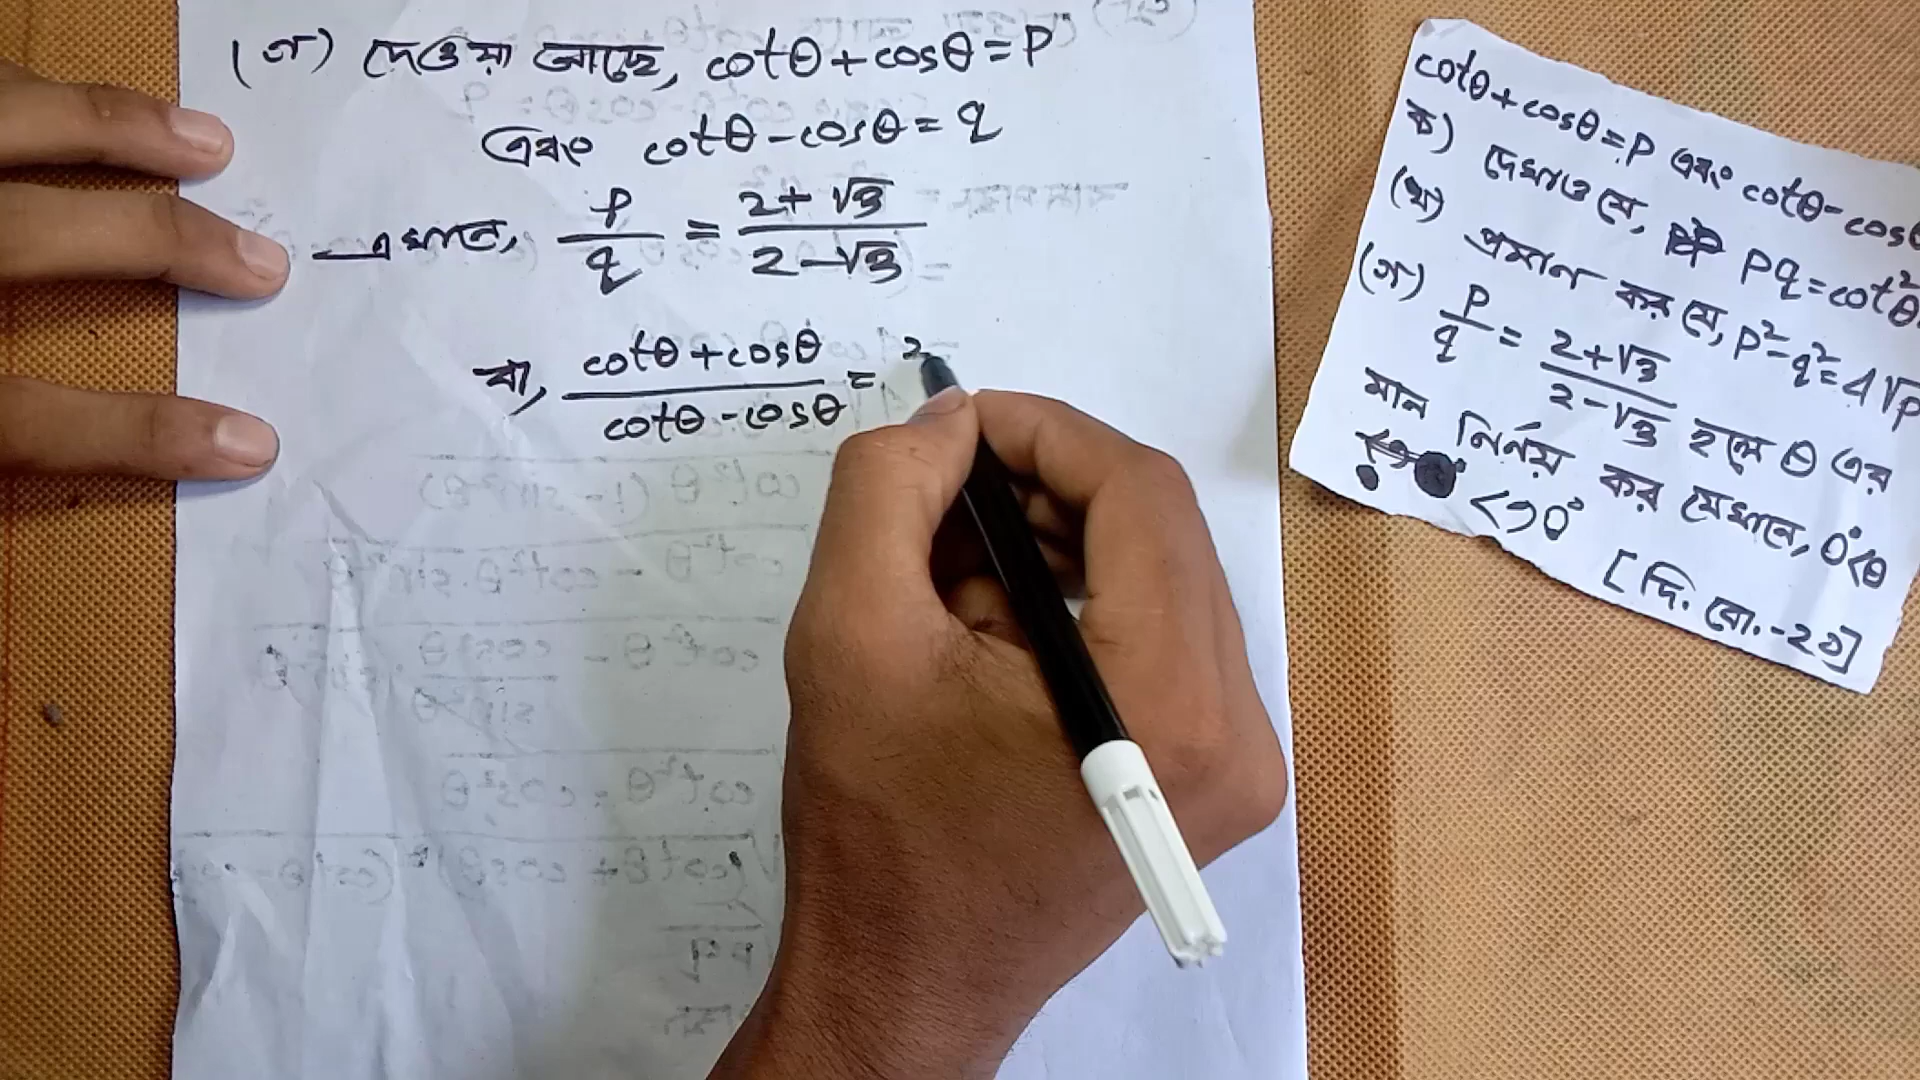 (গ) দেওয়া আছে, cotθ + cosθ = P
এবং cotθ - cosθ = q
এখানে, p/q = 2+√3 / 2-√3
বা, cotθ + cosθ / cotθ - cosθ = 2
cotθ + cosθ = P এবং cotθ - cosθ
ক) দেখাও যে, Pq = cot²θ
(খ) প্রমাণ কর যে, P² - q² = 4√P
(গ) P/q = 2+√3 / 2-√3 হলে θ এর
মান নির্ণয় কর যেখানে, 0°<θ
<90°
[দি. বো.-২১]